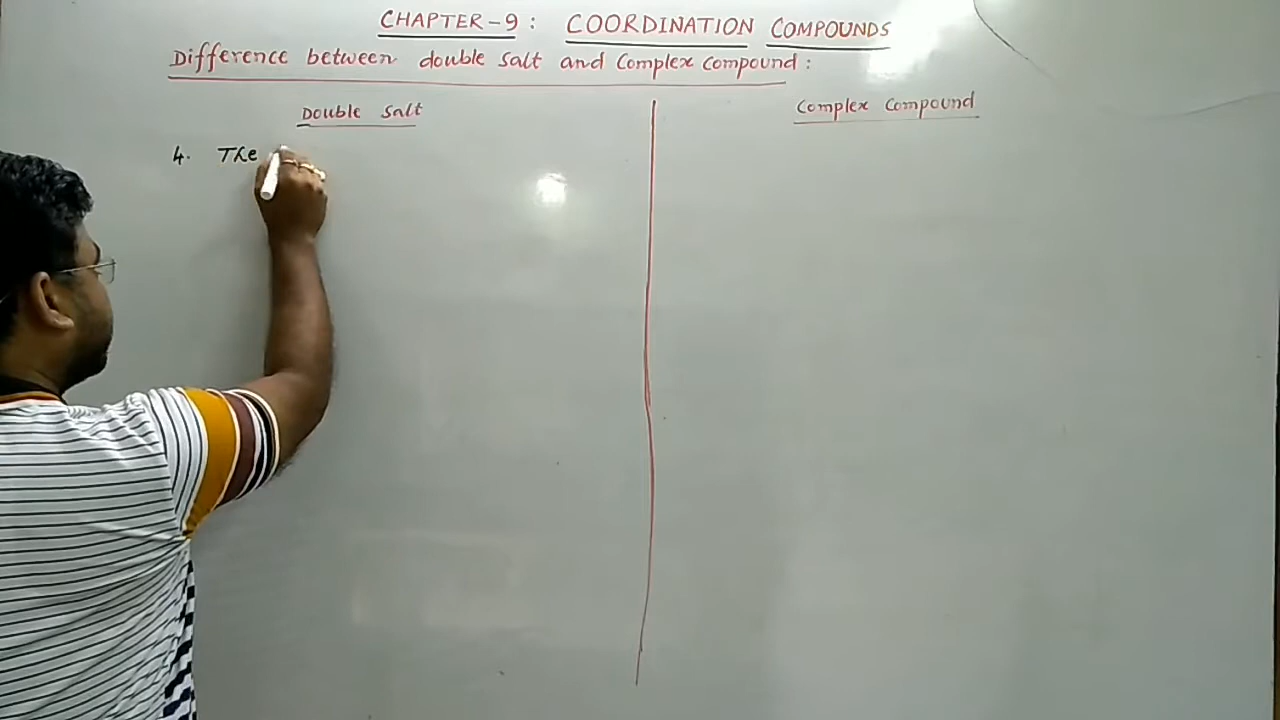 CHAPTER-9: COORDINATION COMPOUNDS
Difference between double salt and Complex Compound:
Double Salt
Complex Compound
4. The